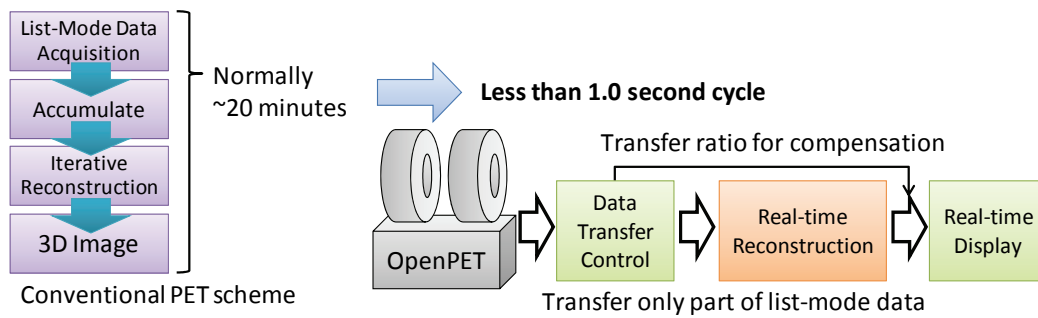 List-Mode Data
Acquisition
Accumulate
Iterative
Reconstruction
3D Image
Conventional PET scheme
Normally
~20 minutes
Less than 1.0 second cycle
Transfer ratio for compensation
OpenPET
Data
Transfer
Control
Real-time
Reconstruction
Real-time
Display
Transfer only part of list-mode data